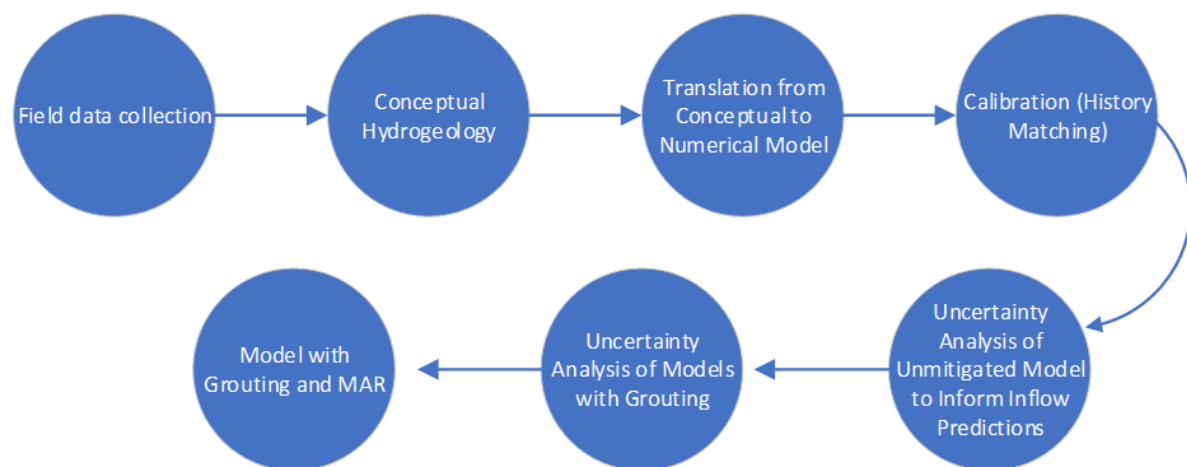 Field data collection
Conceptual
Hydrogeology
Translation from
Conceptual to
Numerical Model
Calibration (History
Matching)
Uncertainty
Analysis of
Unmitigated Model
to Inform Inflow
Predictions
Uncertainty
Analysis of Models
with Grouting
Model with
Grouting and MAR